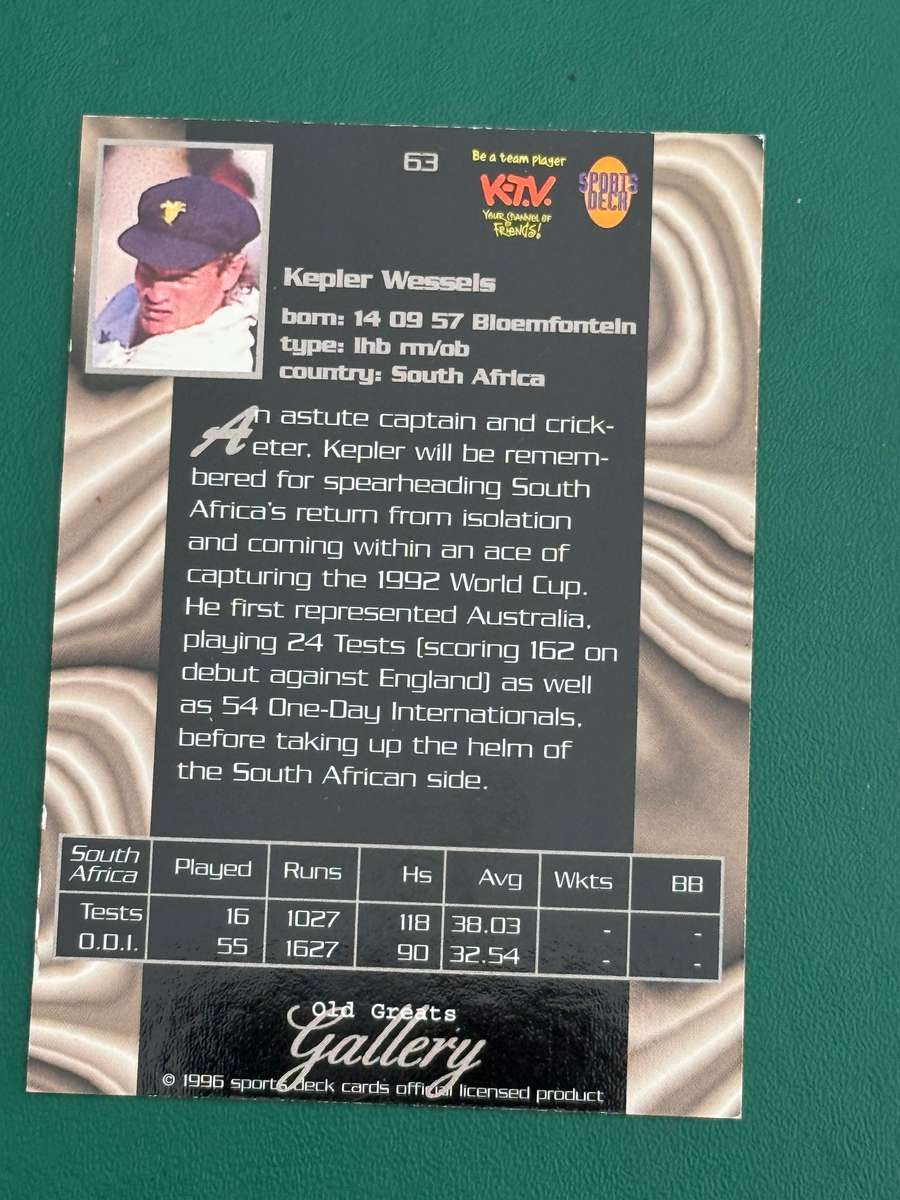 63
Be a team player
K-T.V.
YOUR CHANNEL OF
FRIENDS!
SPORTS
DECK
Kepler Wessels
born: 14 09 57 Bloemfontein
type: lhb rm/ob
country: South Africa
An astute captain and crick-
eter, Kepler will be remem-
bered for spearheading South
Africa's return from isolation
and coming within an ace of
capturing the 1992 World Cup.
He first represented Australia,
playing 24 Tests (scoring 162 on
debut against England) as well
as 54 One-Day Internationals,
before taking up the helm of
the South African side.
South Africa Played Runs Hs Avg Wkts BB
Tests 16 1027 118 38.03 - -
O.D.I. 55 1627 90 32.54 - -
Old Greats
Gallery
© 1996 sports deck cards official licensed product